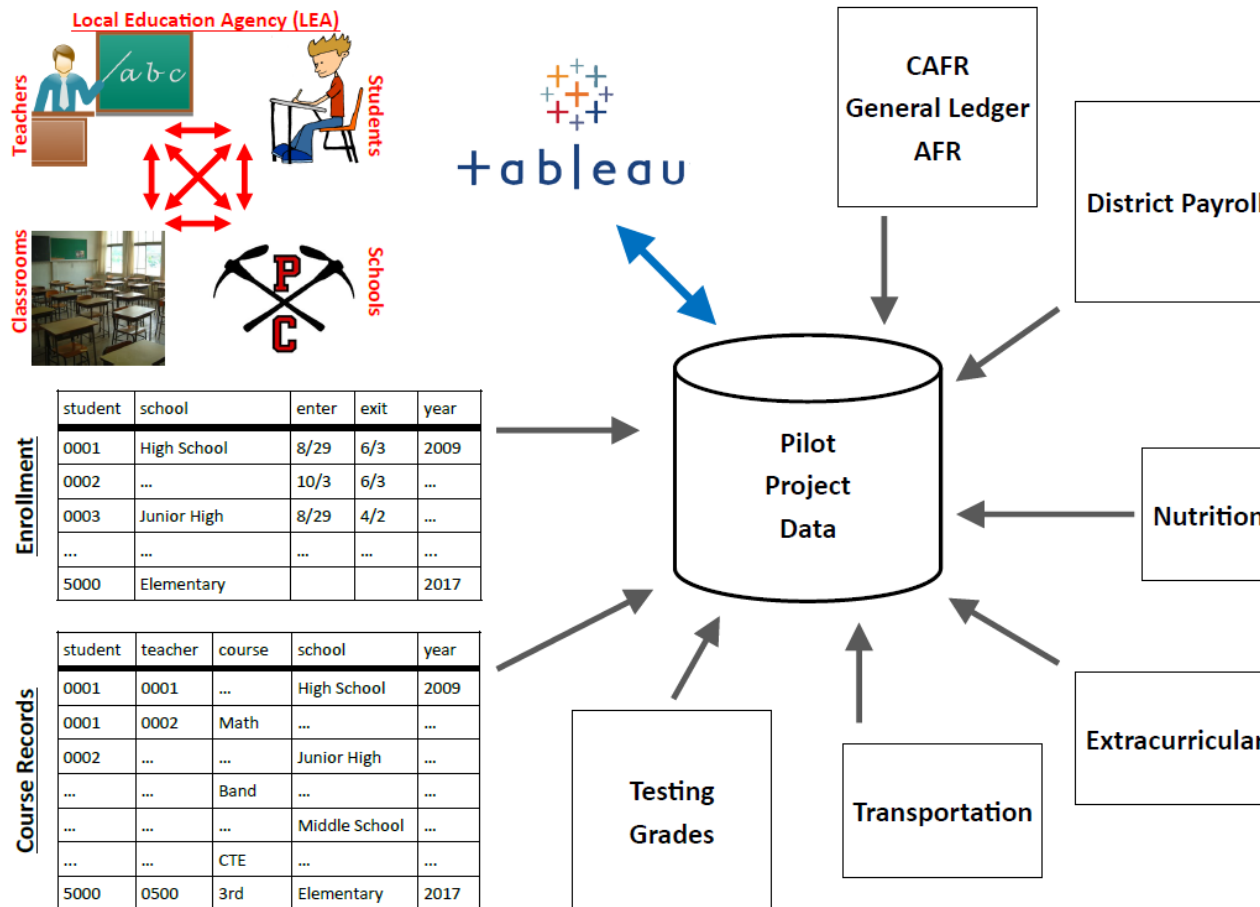 Local Education Agency (LEA)
Teachers
/abc
Students
Classrooms
P
C
Schools
+ableau
CAFR
General Ledger
AFR
District Payroll
Pilot
Project
Data
Nutrition
Extracurricular
Transportation
Testing
Grades
Enrollment
student school enter exit year
0001 High School 8/29 6/3 2009
0002 ... 10/3 6/3 ...
0003 Junior High 8/29 4/2 ...
... ... ... ... ...
5000 Elementary 2017
Course Records
student teacher course school year
0001 0001 ... High School 2009
0001 0002 Math ... ...
0002 ... ... Junior High ...
... ... Band ... ...
... ... ... Middle School ...
... ... CTE ... ...
5000 0500 3rd Elementary 2017